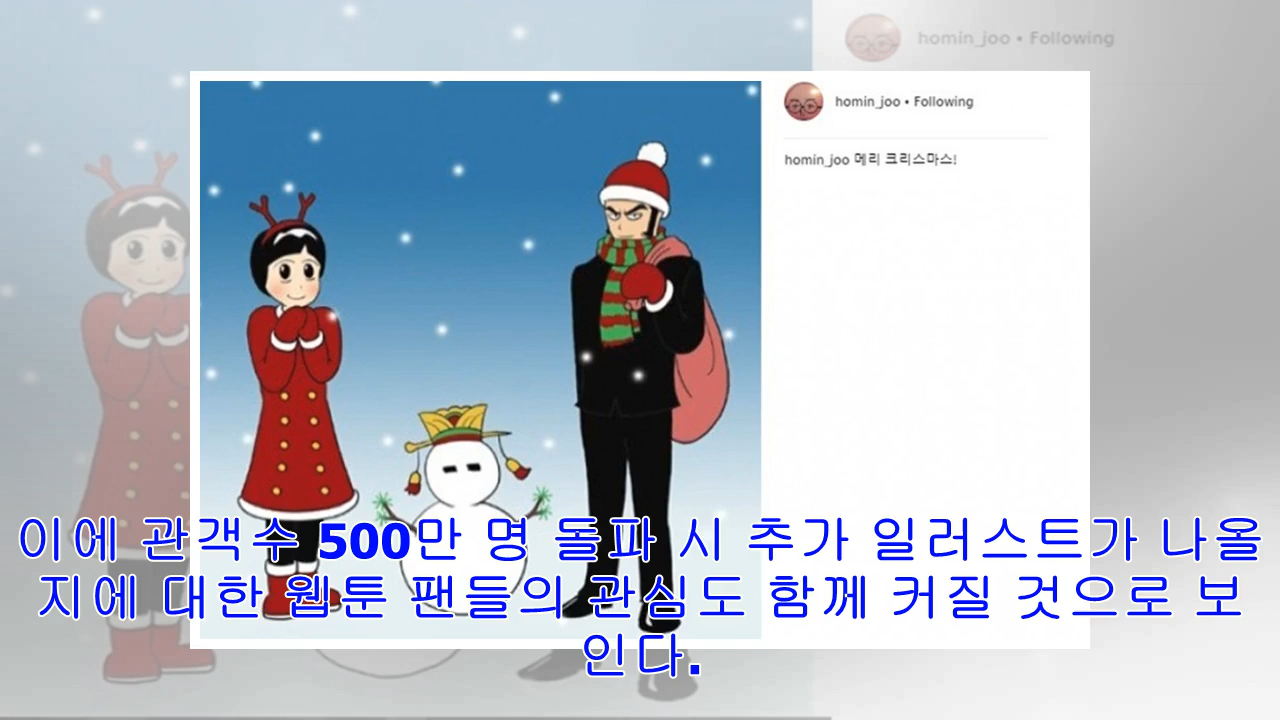 homin_joo • Following
homin_joo • Following
homin_joo 메리 크리스마스!
이에 관객수 500만 명 돌파 시 추가 일러스트가 나올
지에 대한 웹툰 팬들의 관심도 함께 커질 것으로 보
인다.